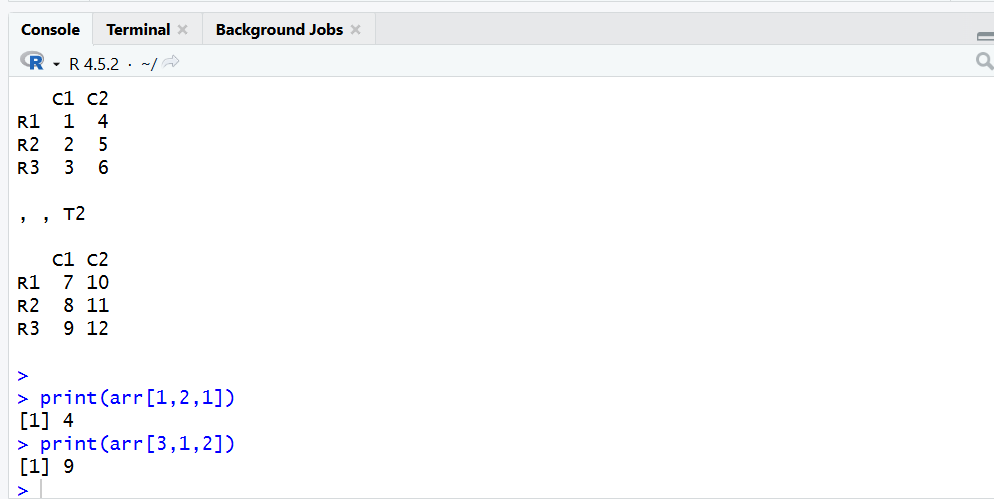 Console Terminal Background Jobs
R 4.5.2 · ~/
C1 C2
R1 1 4
R2 2 5
R3 3 6
, , T2
C1 C2
R1 7 10
R2 8 11
R3 9 12
>
> print(arr[1,2,1])
[1] 4
> print(arr[3,1,2])
[1] 9
>